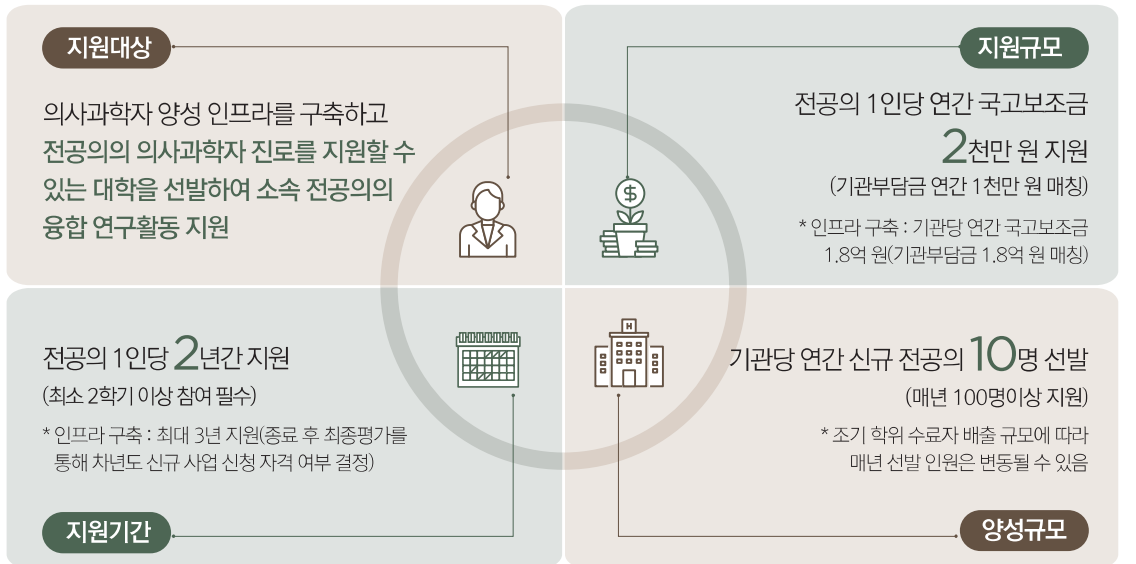 지원대상
의사과학자 양성 인프라를 구축하고
전공의의 의사과학자 진로를 지원할 수
있는 대학을 선발하여 소속 전공의의
융합 연구활동 지원
지원규모
전공의 1인당 연간 국고보조금
2천만 원 지원
(기관부담금 연간 1천만 원 매칭)
* 인프라 구축 : 기관당 연간 국고보조금
1.8억 원(기관부담금 1.8억 원 매칭)
전공의 1인당 2년간 지원
(최소 2학기 이상 참여 필수)
* 인프라 구축 : 최대 3년 지원(종료 후 최종평가를
통해 차년도 신규 사업 신청 자격 여부 결정)
지원기간
H
기관당 연간 신규 전공의 10명 선발
(매년 100명이상 지원)
* 조기 학위 수료자 배출 규모에 따라
매년 선발 인원은 변동될 수 있음
양성규모